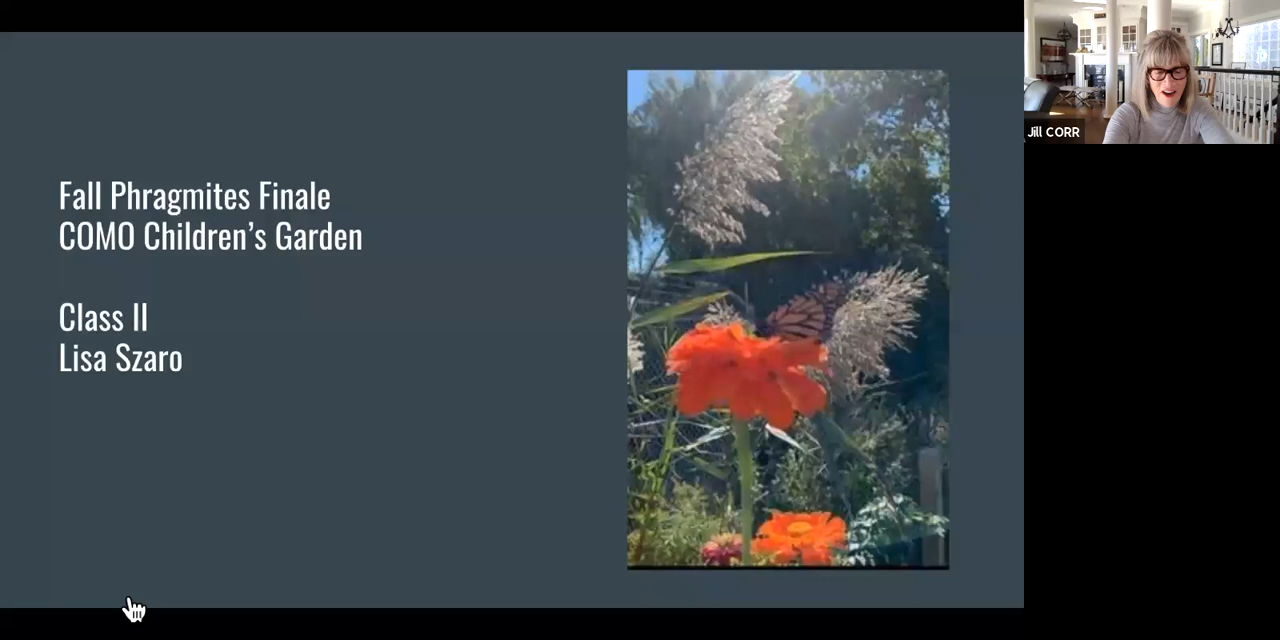 Fall Phragmites Finale
COMO Children’s Garden
Class II
Lisa Szaro
Jill CORR